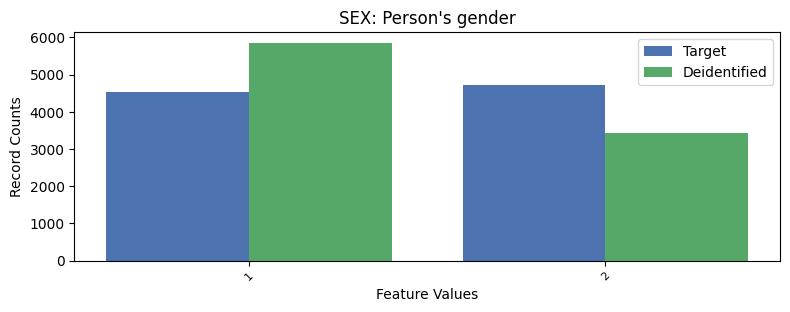 SEX: Person's gender
Target
Deidentified
Record Counts
6000
5000
4000
3000
2000
1000
0
1
2
Feature Values